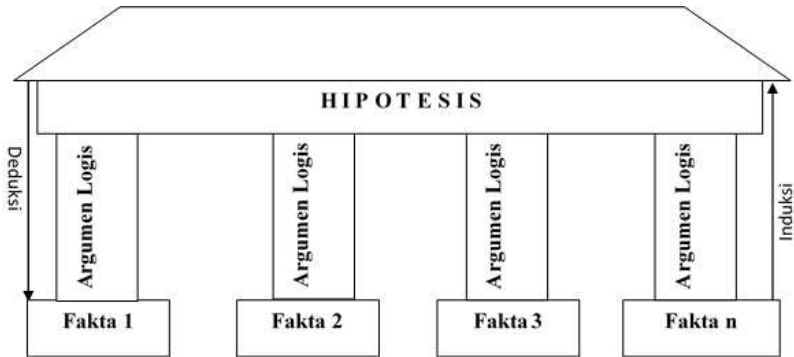 HIPOTESIS
Deduksi
Argumen Logis
Argumen Logis
Argumen Logis
Argumen Logis
Induksi
Fakta 1
Fakta 2
Fakta 3
Fakta n